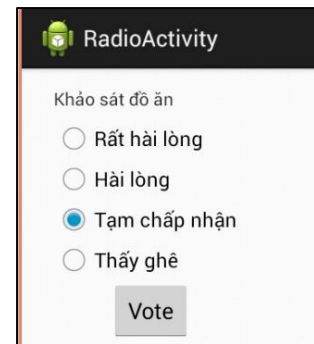 RadioActivity
Khảo sát đồ ăn
Rất hài lòng
Hài lòng
Tạm chấp nhận
Thấy ghê
Vote